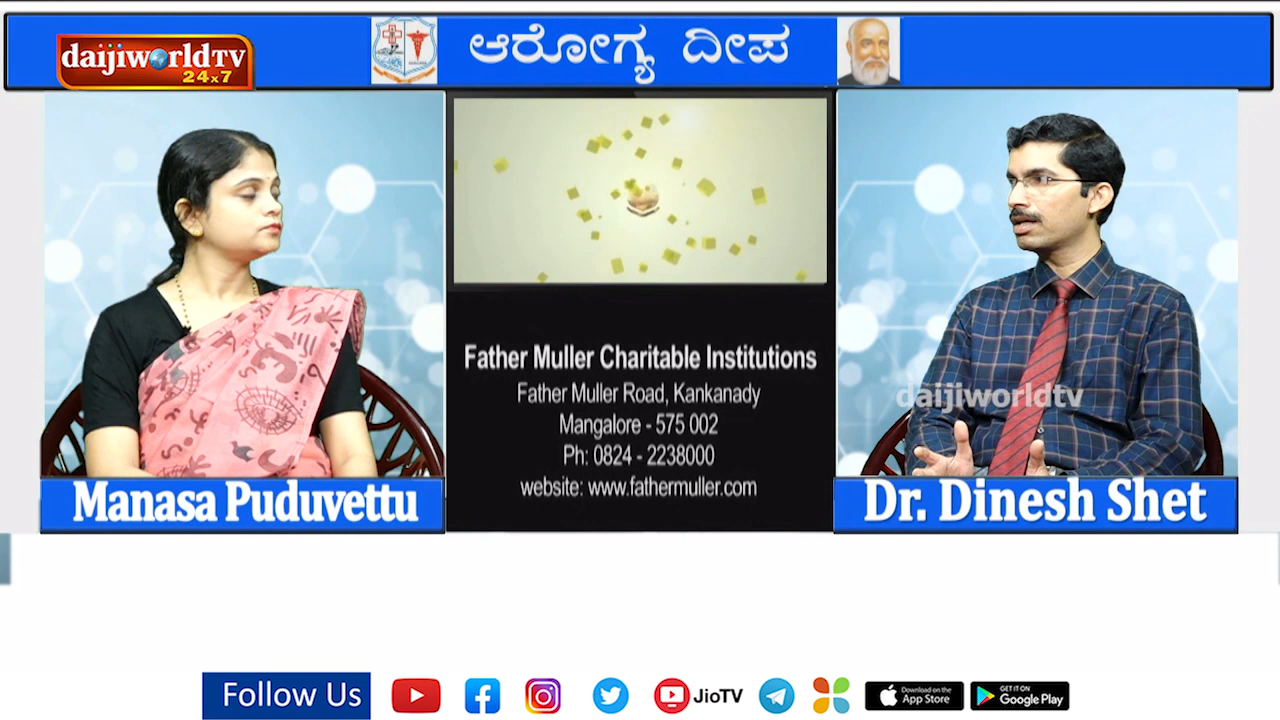 daijiworldTV
24x7
ಆರೋಗ್ಯ ದೀಪ
Father Muller Charitable Institutions
Father Muller Road, Kankanady
Mangalore - 575 002
Ph: 0824 - 2238000
website: www.fathermuller.com
daijiworldtv
Manasa Puduvettu
Dr. Dinesh Shet
Follow Us
JioTV
Download on the
App Store
GET IT ON
Google Play